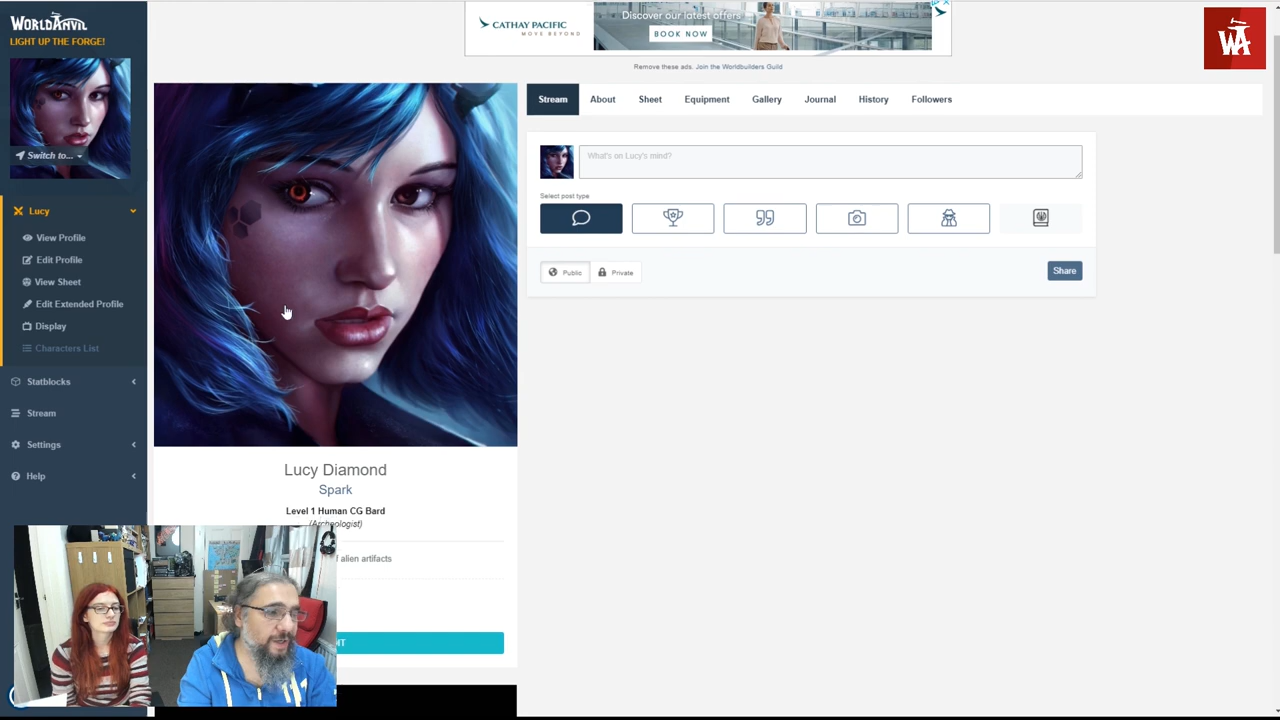 WORLDANVIL
LIGHT UP THE FORGE!
Switch to...
Lucy
View Profile
Edit Profile
View Sheet
Edit Extended Profile
Display
Characters List
Statblocks
Stream
Settings
Help
CATHAY PACIFIC
MOVE BEYOND
Discover our latest offers
BOOK NOW
Remove these ads. Join the Worldbuilders Guild
WA
Lucy Diamond
Spark
Level 1 Human CG Bard
(Archeologist)
alien artifacts
Stream About Sheet Equipment Gallery Journal History Followers
What's on Lucy's mind?
Select post type
Public Private
Share